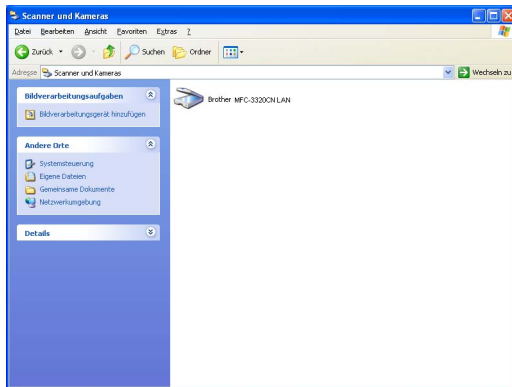 Scanner und Kameras
Datei Bearbeiten Ansicht Favoriten Extras ?
Zurück Suchen Ordner
Adresse Scanner und Kameras Wechseln zu
Bildverarbeitungsaufgaben
Bildverarbeitungsgerät hinzufügen
Andere Orte
Systemsteuerung
Eigene Dateien
Gemeinsame Dokumente
Netzwerkumgebung
Details
Brother MFC-3320CN LAN